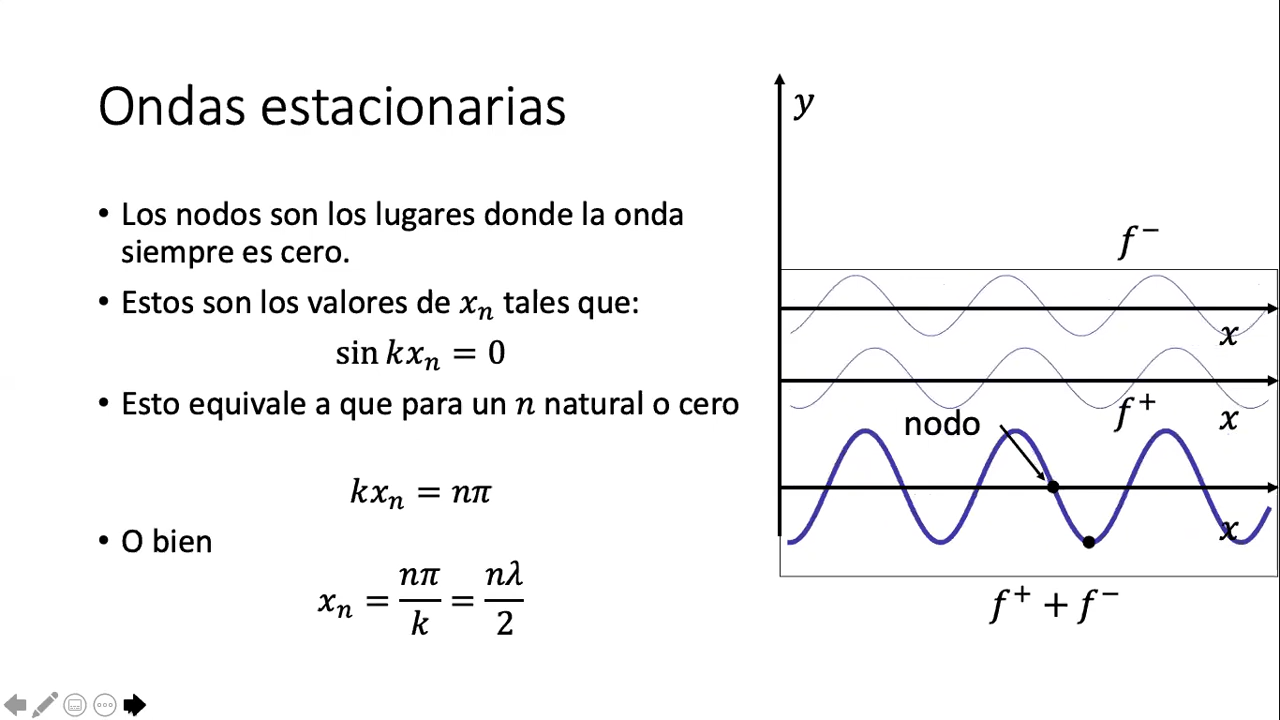 Ondas estacionarias
• Los nodos son los lugares donde la onda
siempre es cero.
• Estos son los valores de xₙ tales que:
sin kxₙ = 0
• Esto equivale a que para un n natural o cero
kxₙ = nπ
• O bien
xₙ = nπ/k = nλ/2
y
f⁻
x
f⁺
x
nodo
x
f⁺ + f⁻